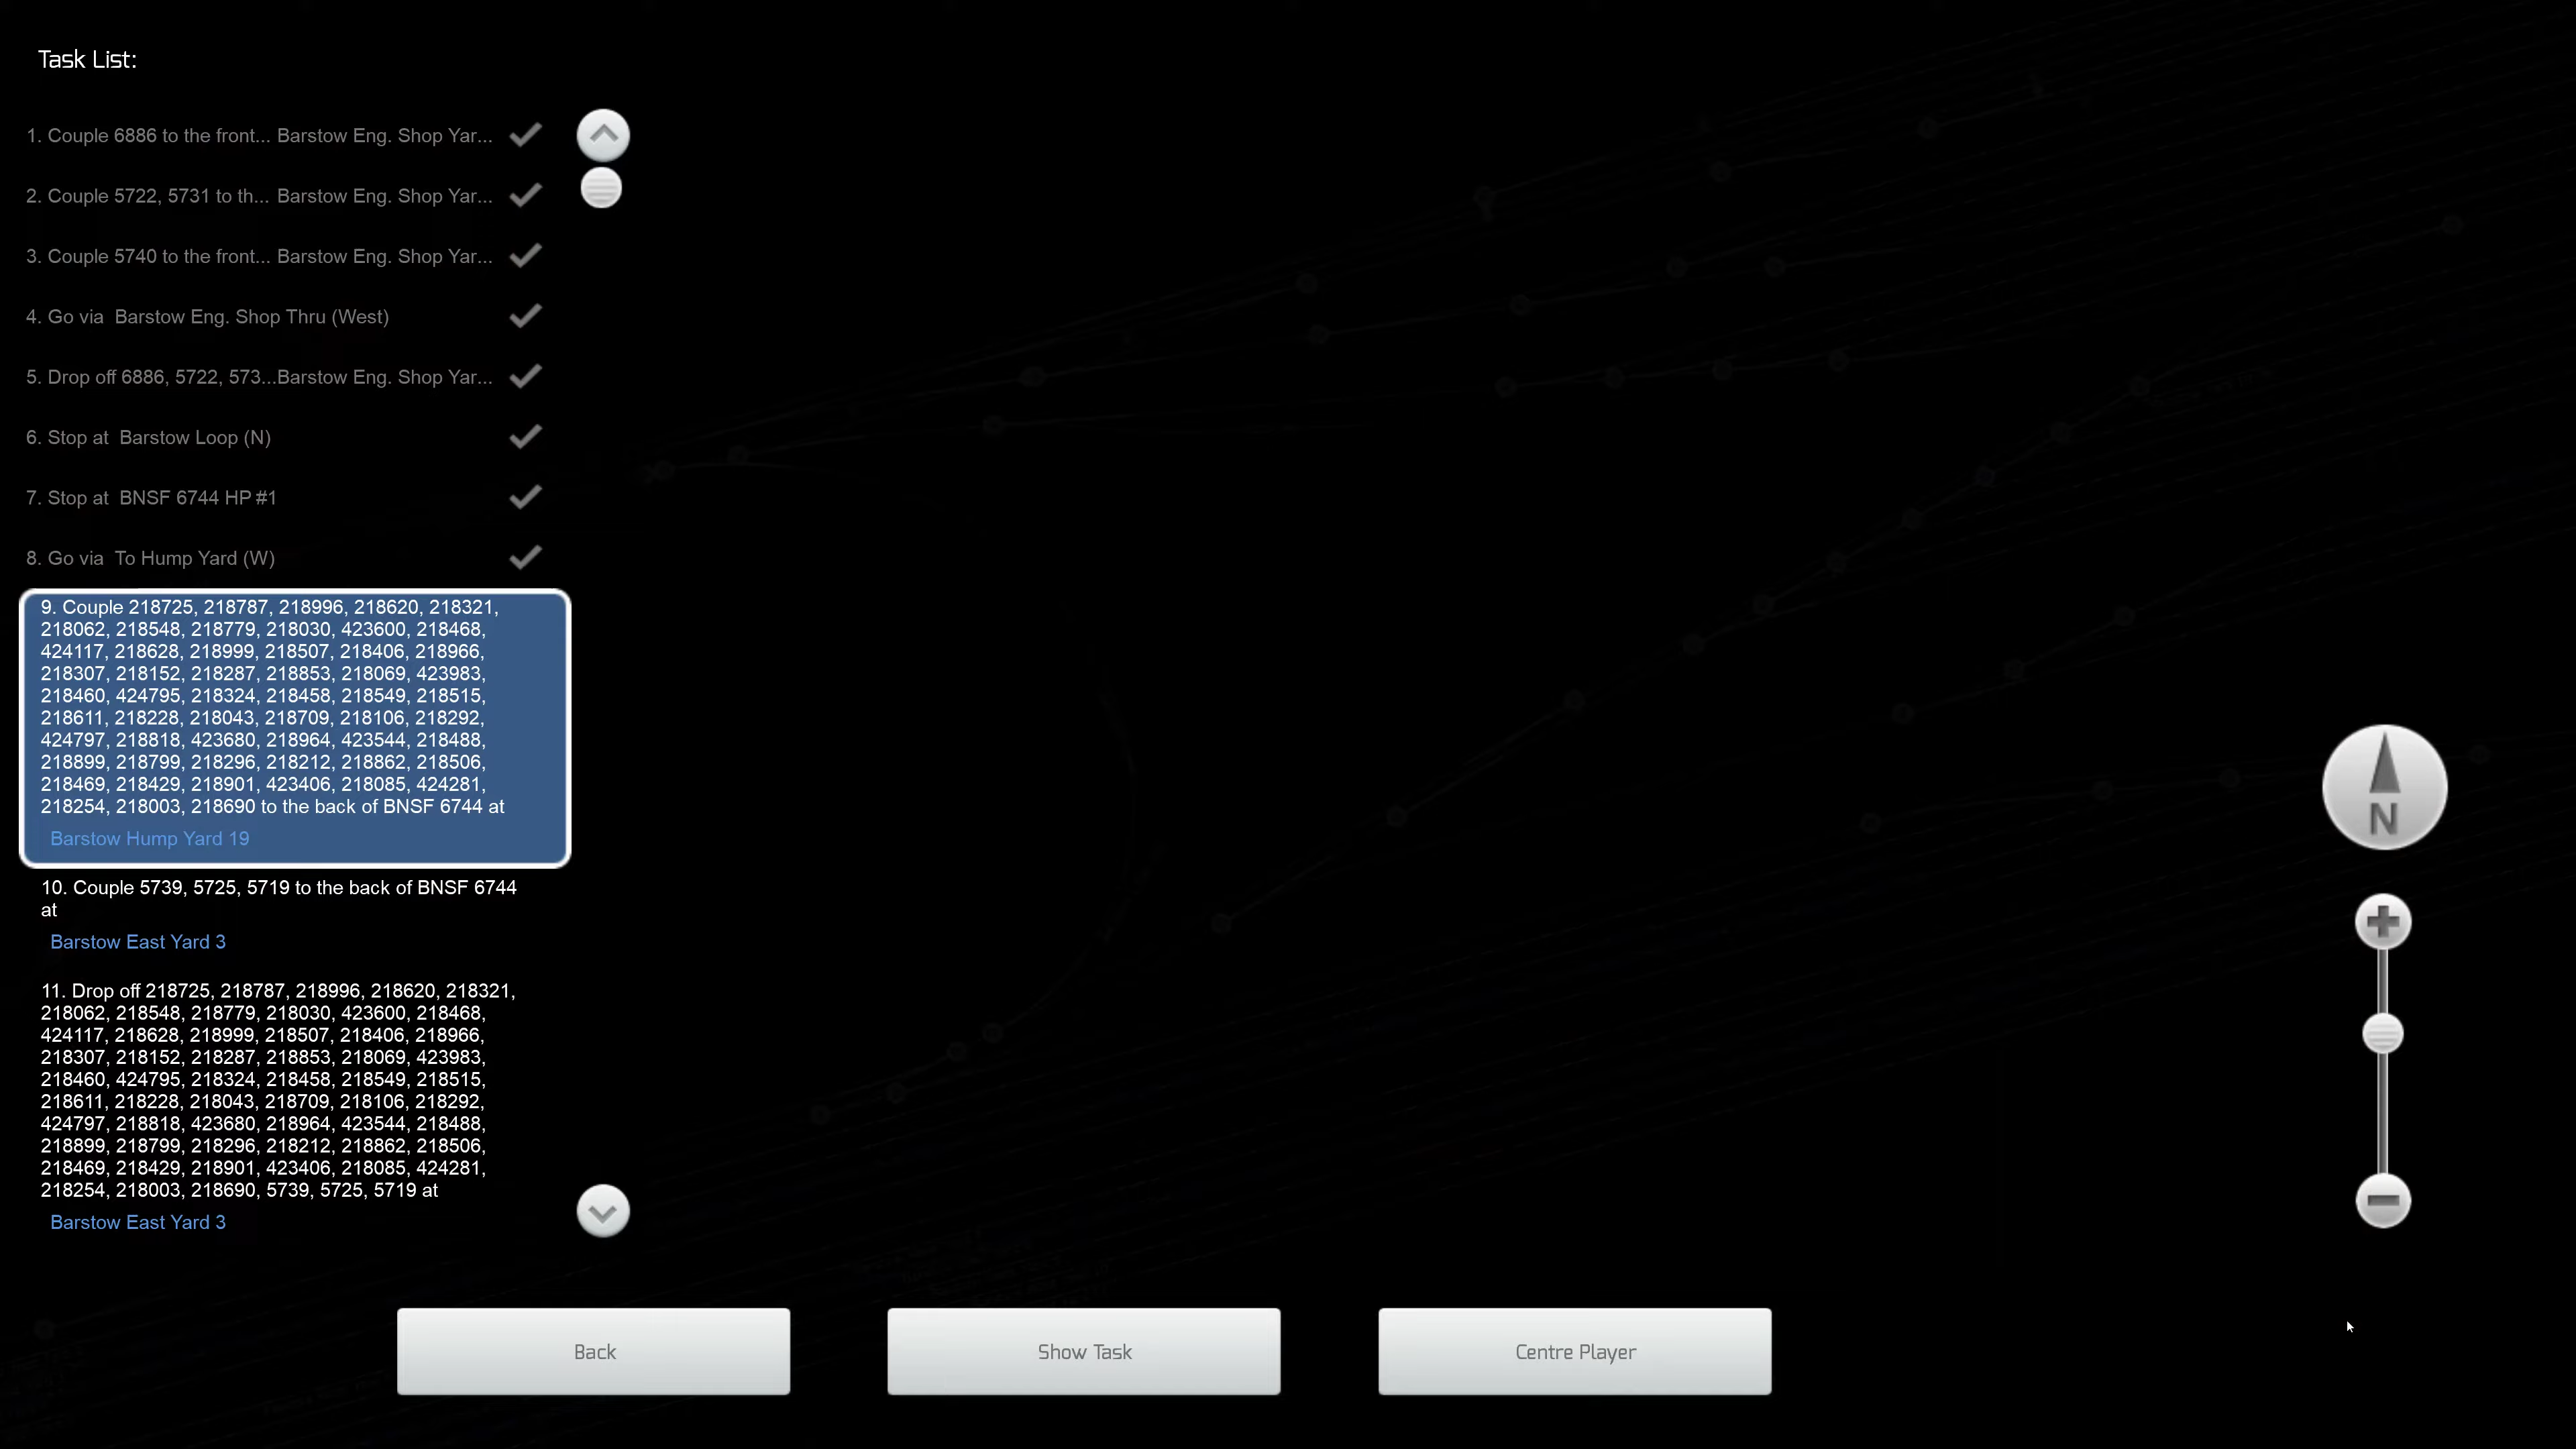 Task List:
1. Couple 6886 to the front... Barstow Eng. Shop Yar...
2. Couple 5722, 5731 to th... Barstow Eng. Shop Yar...
3. Couple 5740 to the front... Barstow Eng. Shop Yar...
4. Go via Barstow Eng. Shop Thru (West)
5. Drop off 6886, 5722, 573...Barstow Eng. Shop Yar...
6. Stop at Barstow Loop (N)
7. Stop at BNSF 6744 HP #1
8. Go via To Hump Yard (W)
9. Couple 218725, 218787, 218996, 218620, 218321,
218062, 218548, 218779, 218030, 423600, 218468,
424117, 218628, 218999, 218507, 218406, 218966,
218307, 218152, 218287, 218853, 218069, 423983,
218460, 424795, 218324, 218458, 218549, 218515,
218611, 218228, 218043, 218709, 218106, 218292,
424797, 218818, 423680, 218964, 423544, 218488,
218899, 218799, 218296, 218212, 218862, 218506,
218469, 218429, 218901, 423406, 218085, 424281,
218254, 218003, 218690 to the back of BNSF 6744 at
Barstow Hump Yard 19
10. Couple 5739, 5725, 5719 to the back of BNSF 6744
at
Barstow East Yard 3
11. Drop off 218725, 218787, 218996, 218620, 218321,
218062, 218548, 218779, 218030, 423600, 218468,
424117, 218628, 218999, 218507, 218406, 218966,
218307, 218152, 218287, 218853, 218069, 423983,
218460, 424795, 218324, 218458, 218549, 218515,
218611, 218228, 218043, 218709, 218106, 218292,
424797, 218818, 423680, 218964, 423544, 218488,
218899, 218799, 218296, 218212, 218862, 218506,
218469, 218429, 218901, 423406, 218085, 424281,
218254, 218003, 218690, 5739, 5725, 5719 at
Barstow East Yard 3
N
Back
Show Task
Centre Player